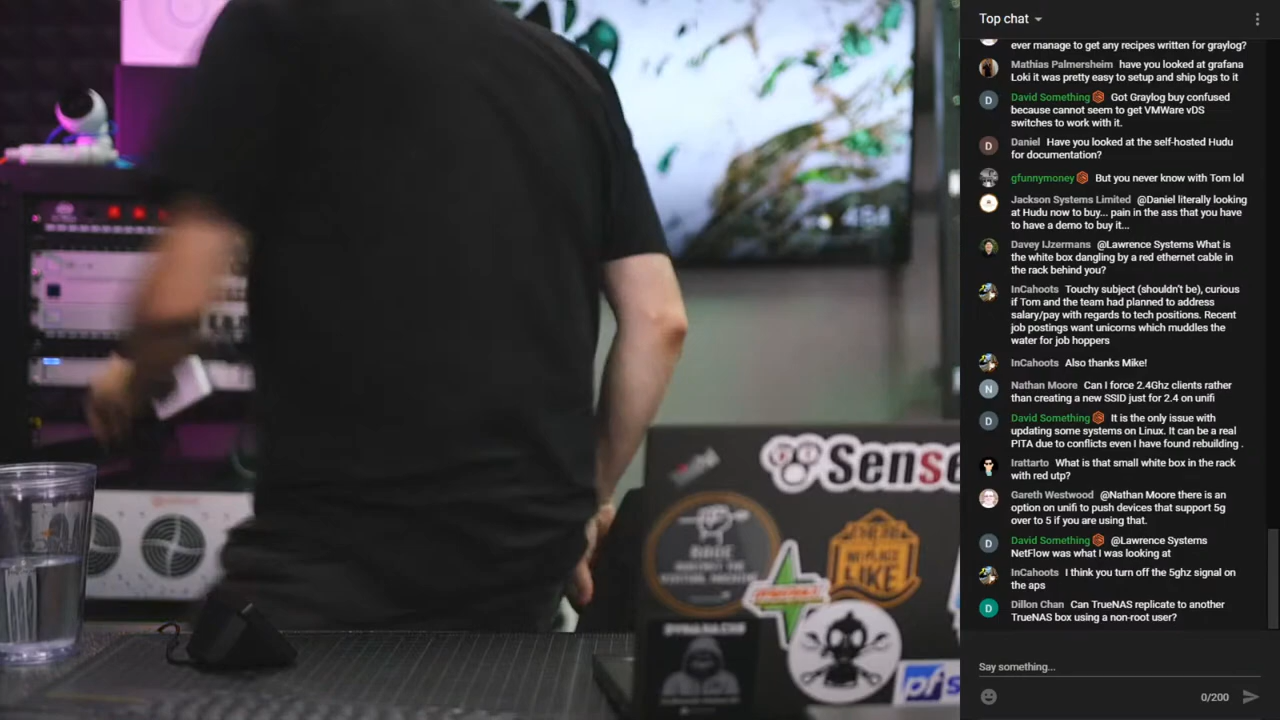 Top chat
ever manage to get any recipes written for graylog?
Mathias Palmersheim have you looked at grafana
Loki it was pretty easy to setup and ship logs to it
D
David Something Got Graylog buy confused
because cannot seem to get VMWare vDS
switches to work with it.
D
Daniel Have you looked at the self-hosted Hudu
for documentation?
gfunnymoney But you never know with Tom lol
Jackson Systems Limited @Daniel literally looking
at Hudu now to buy... pain in the ass that you have
to have a demo to buy it...
Davey IJzermans @Lawrence Systems What is
the white box dangling by a red ethernet cable in
the rack behind you?
InCahoots Touchy subject (shouldn't be), curious
if Tom and the team had planned to address
salary/pay with regards to tech positions. Recent
job postings want unicorns which muddles the
water for job hoppers
InCahoots Also thanks Mike!
N
Nathan Moore Can I force 2.4Ghz clients rather
than creating a new SSID just for 2.4 on unifi
D
David Something It is the only issue with
updating some systems on Linux. It can be a real
PITA due to conflicts even I have found rebuilding .
Irattarto What is that small white box in the rack
with red utp?
Gareth Westwood @Nathan Moore there is an
option on unifi to push devices that support 5g
over to 5 if you are using that.
D
David Something @Lawrence Systems
NetFlow was what I was looking at
InCahoots I think you turn off the 5ghz signal on
the aps
D
Dillon Chan Can TrueNAS replicate to another
TrueNAS box using a non-root user?
Say something...
0/200
Sense
NO PLACE
LIKE
pfs